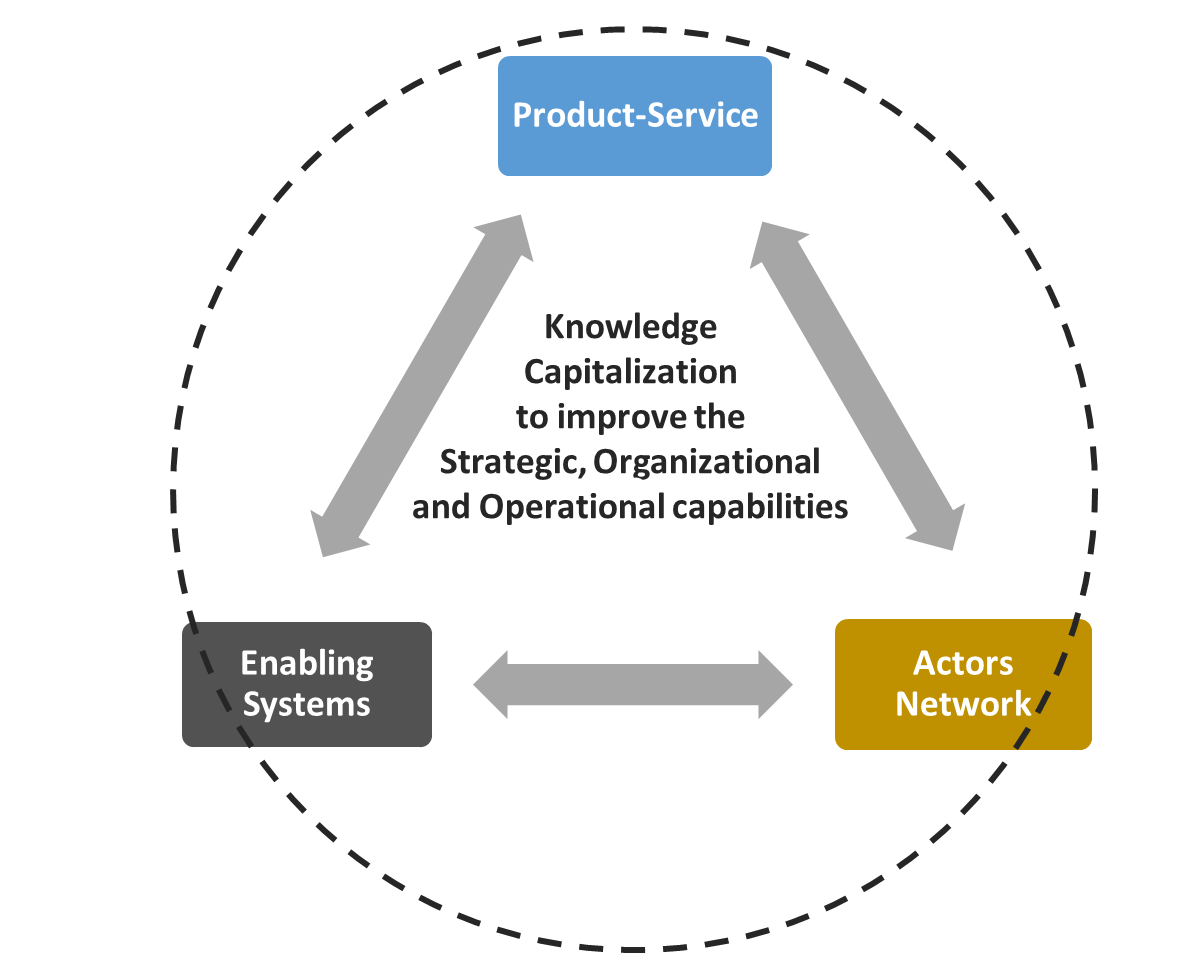 Product-Service
Knowledge
Capitalization
to improve the
Strategic, Organizational
and Operational capabilities
Enabling
Systems
Actors
Network